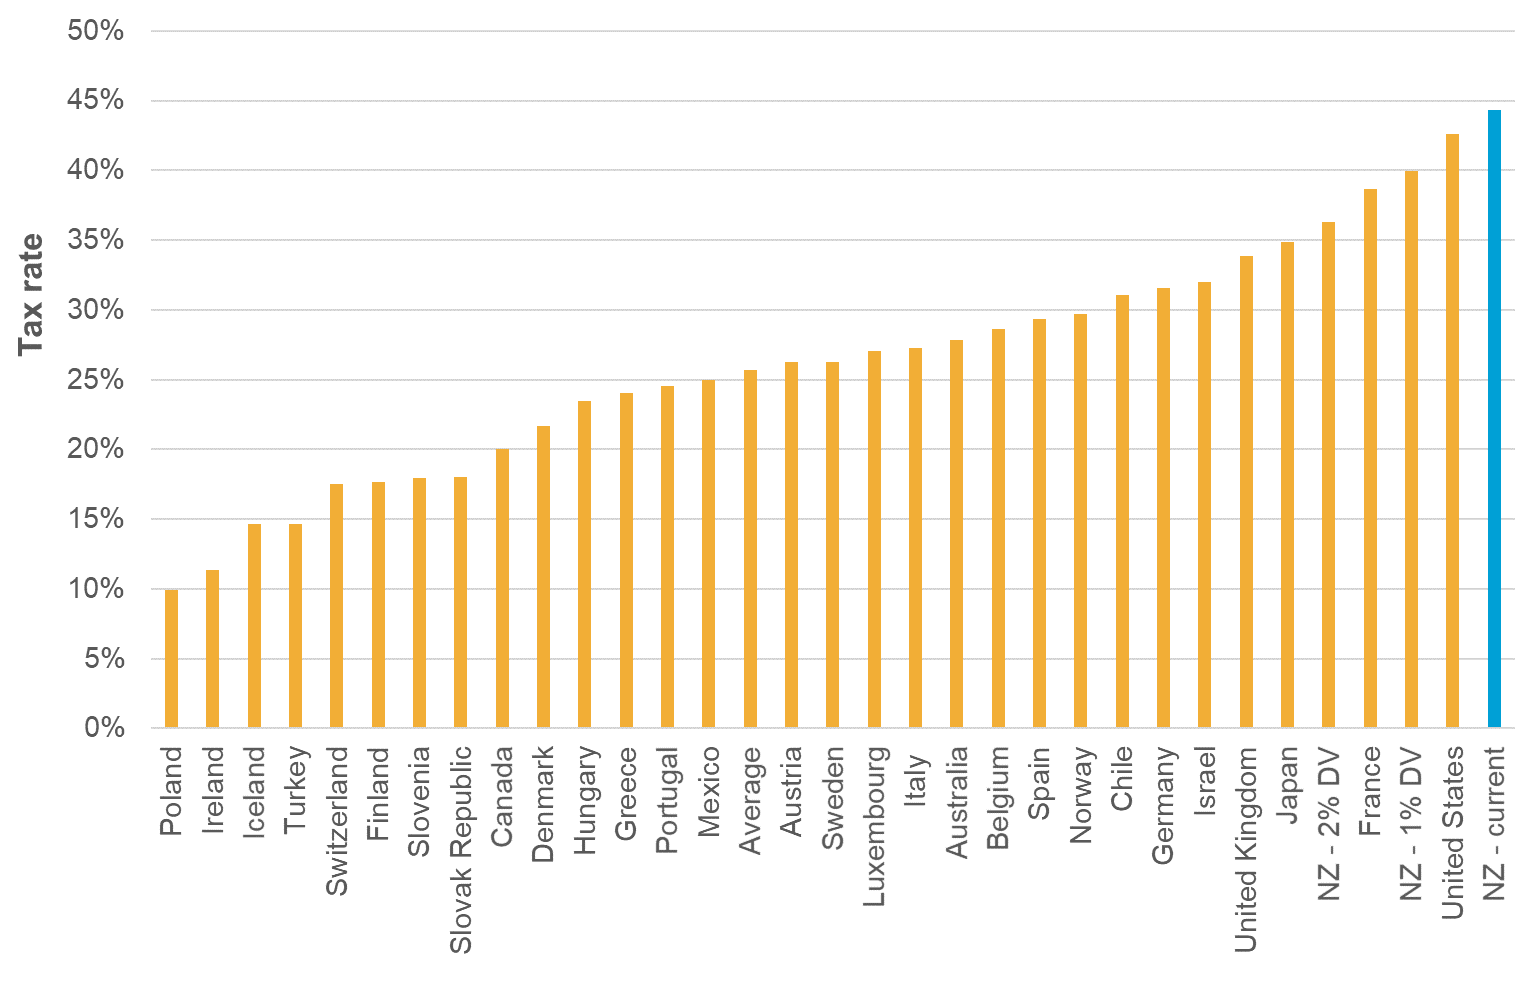 50%
45%
40%
35%
30%
25%
20%
15%
10%
5%
0%
Tax rate
Poland
Ireland
Iceland
Turkey
Switzerland
Finland
Slovenia
Slovak Republic
Canada
Denmark
Hungary
Greece
Portugal
Mexico
Average
Austria
Sweden
Luxembourg
Italy
Australia
Belgium
Spain
Norway
Chile
Germany
Israel
United Kingdom
Japan
NZ - 2% DV
France
NZ - 1% DV
United States
NZ - current